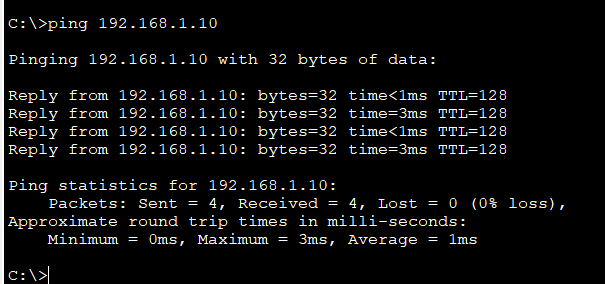 C:\>ping 192.168.1.10
Pinging 192.168.1.10 with 32 bytes of data:
Reply from 192.168.1.10: bytes=32 time<1ms TTL=128
Reply from 192.168.1.10: bytes=32 time=3ms TTL=128
Reply from 192.168.1.10: bytes=32 time<1ms TTL=128
Reply from 192.168.1.10: bytes=32 time=3ms TTL=128
Ping statistics for 192.168.1.10:
    Packets: Sent = 4, Received = 4, Lost = 0 (0% loss),
Approximate round trip times in milli-seconds:
    Minimum = 0ms, Maximum = 3ms, Average = 1ms
C:\>